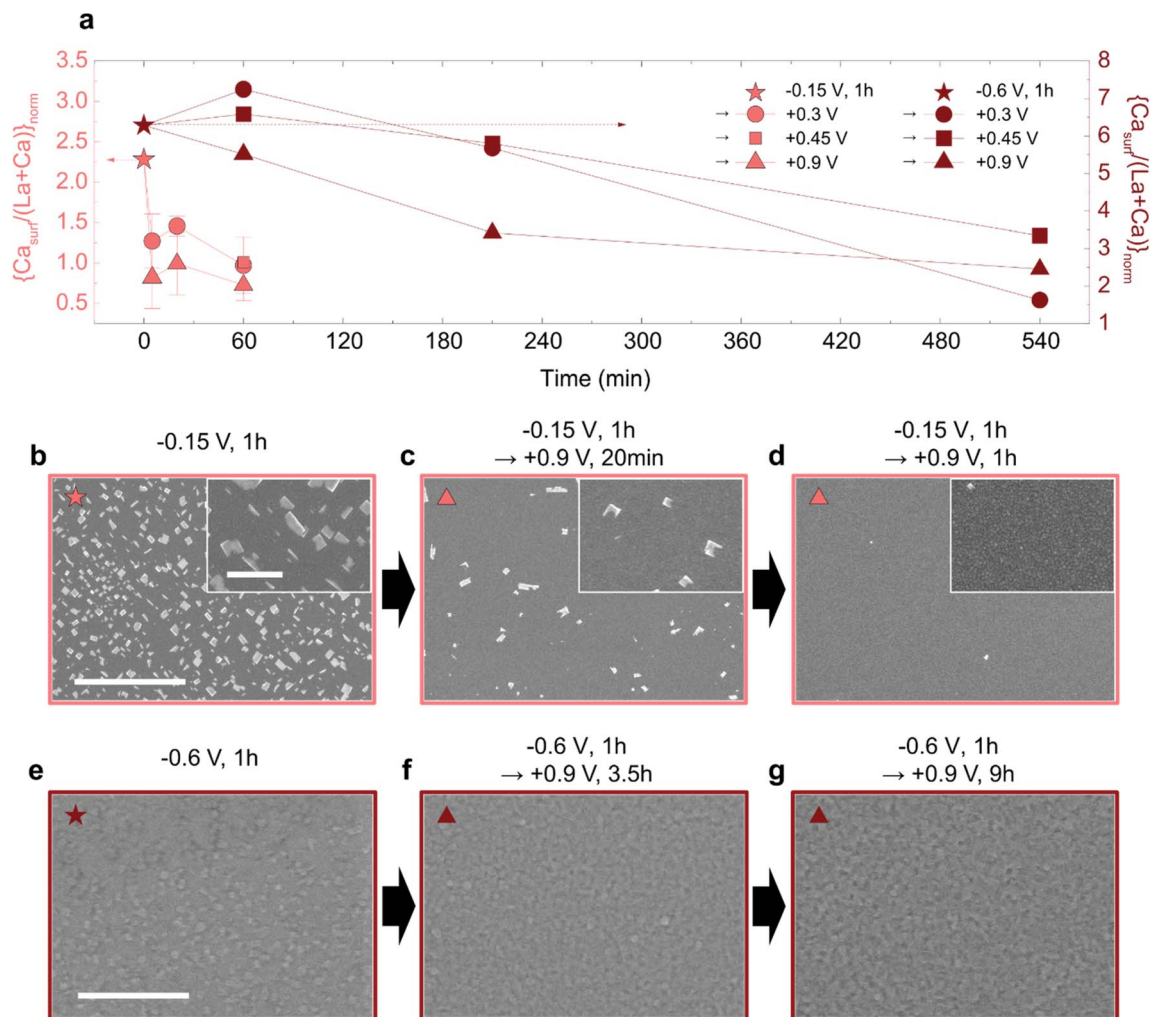 a
{Ca_surf/(La+Ca)}_norm
3.5
3.0
2.5
2.0
1.5
1.0
0.5
8
7
6
5
4
3
2
1
{Ca_surf/(La+Ca)}_norm
★ -0.15 V, 1h
→ ● +0.3 V
→ ■ +0.45 V
→ ▲ +0.9 V
★ -0.6 V, 1h
→ ● +0.3 V
→ ■ +0.45 V
→ ▲ +0.9 V
0 60 120 180 240 300 360 420 480 540
Time (min)
b
-0.15 V, 1h
c
-0.15 V, 1h
→ +0.9 V, 20min
d
-0.15 V, 1h
→ +0.9 V, 1h
e
-0.6 V, 1h
f
-0.6 V, 1h
→ +0.9 V, 3.5h
g
-0.6 V, 1h
→ +0.9 V, 9h